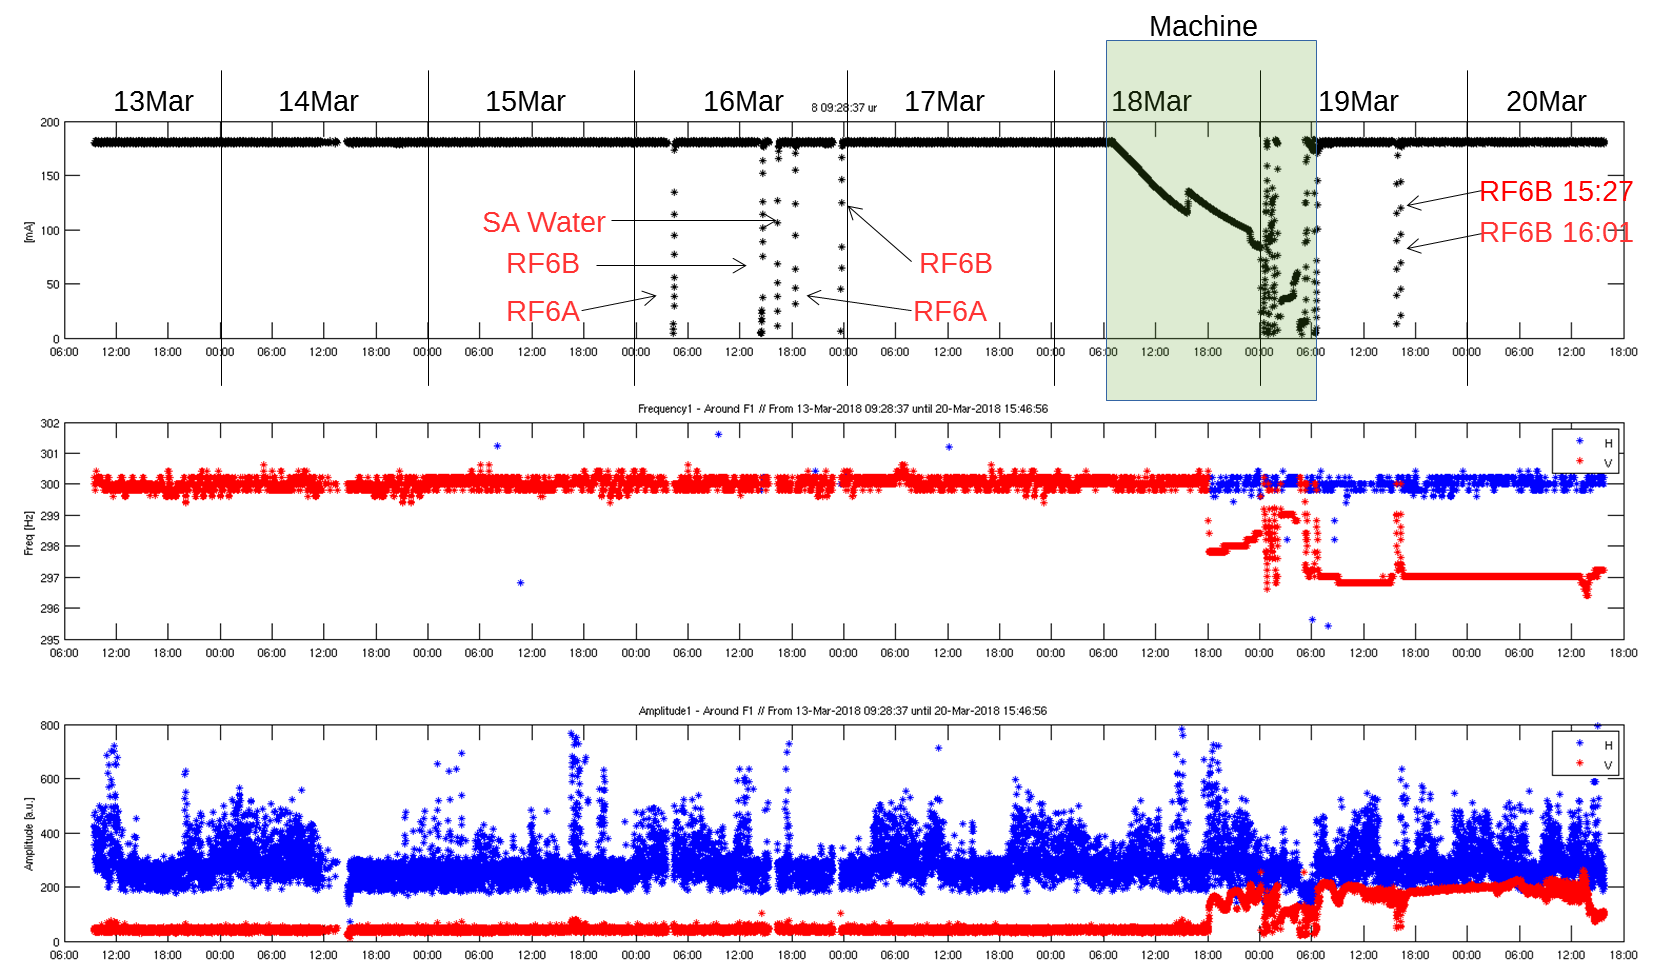 Machine
13Mar 14Mar 15Mar 16Mar 17Mar 18Mar 19Mar 20Mar
8 09:28:37 ur
200
150
100
50
0
[mA]
SA Water
RF6B
RF6A
RF6B
RF6A
RF6B 15:27
RF6B 16:01
06:00 12:00 18:00 00:00 06:00 12:00 18:00 00:00 06:00 12:00 18:00 00:00 06:00 12:00 18:00 00:00 06:00 12:00 18:00 00:00 06:00 12:00 18:00 00:00 06:00 12:00 18:00 00:00 06:00 12:00 18:00
Frequency1 - Around F1 // From 13-Mar-2018 09:28:37 until 20-Mar-2018 15:46:56
302
301
300
299
298
297
296
295
Freq [Hz]
H
V
06:00 12:00 18:00 00:00 06:00 12:00 18:00 00:00 06:00 12:00 18:00 00:00 06:00 12:00 18:00 00:00 06:00 12:00 18:00 00:00 06:00 12:00 18:00 00:00 06:00 12:00 18:00 00:00 06:00 12:00 18:00
Amplitude1 - Around F1 // From 13-Mar-2018 09:28:37 until 20-Mar-2018 15:46:56
800
600
400
200
0
Amplitude [a.u.]
H
V
06:00 12:00 18:00 00:00 06:00 12:00 18:00 00:00 06:00 12:00 18:00 00:00 06:00 12:00 18:00 00:00 06:00 12:00 18:00 00:00 06:00 12:00 18:00 00:00 06:00 12:00 18:00 00:00 06:00 12:00 18:00